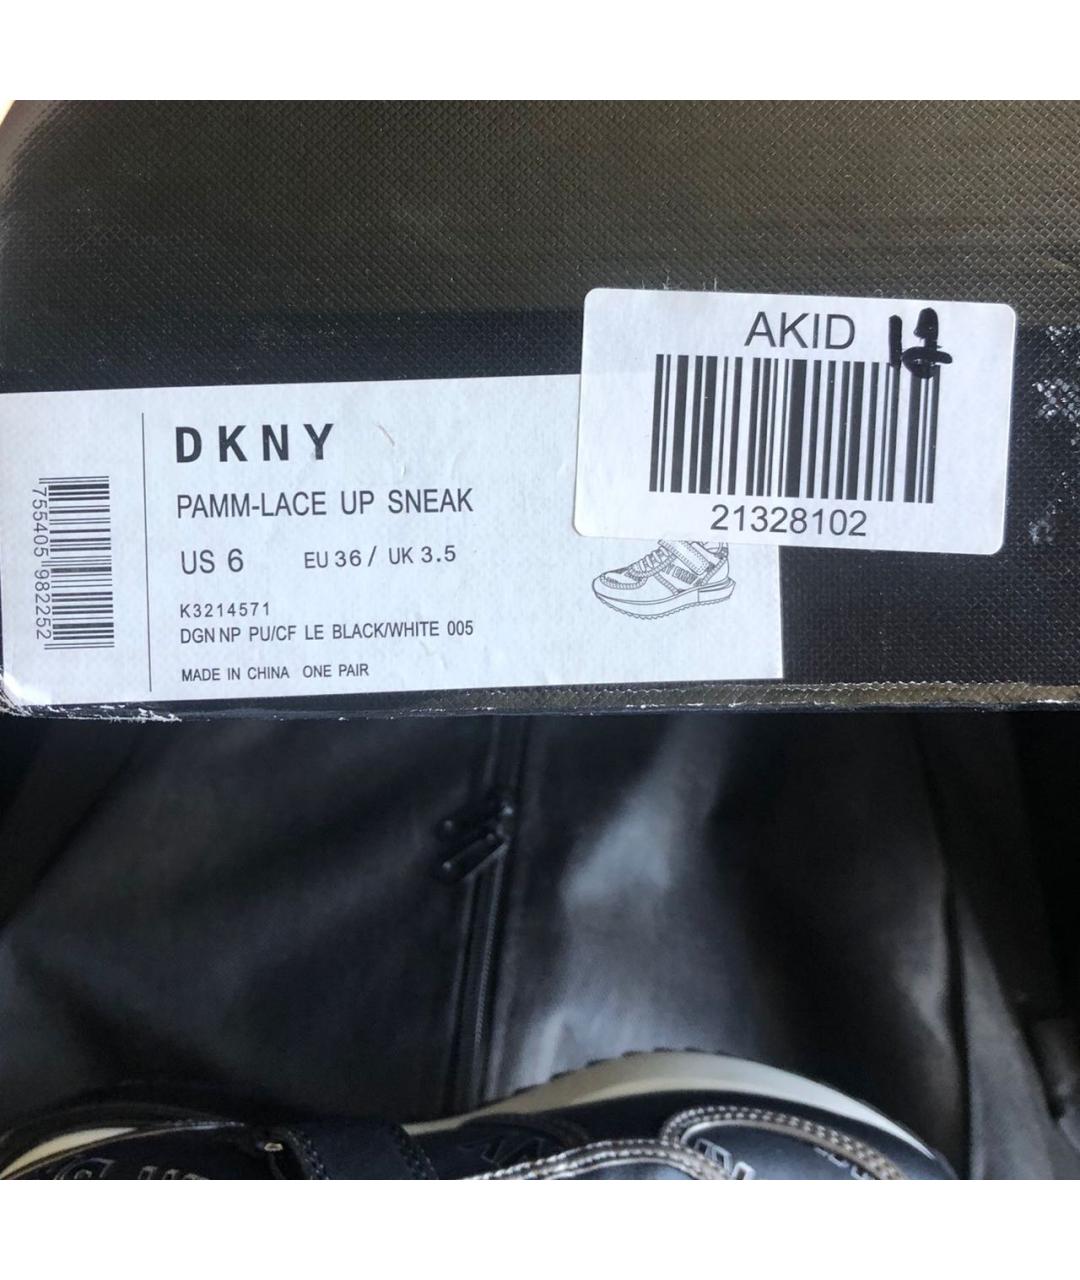 AKID
21328102
DKNY
PAMM-LACE UP SNEAK
US 6 EU 36 / UK 3.5
K3214571
DGN NP PU/CF LE BLACK/WHITE 005
MADE IN CHINA ONE PAIR
755405 982252